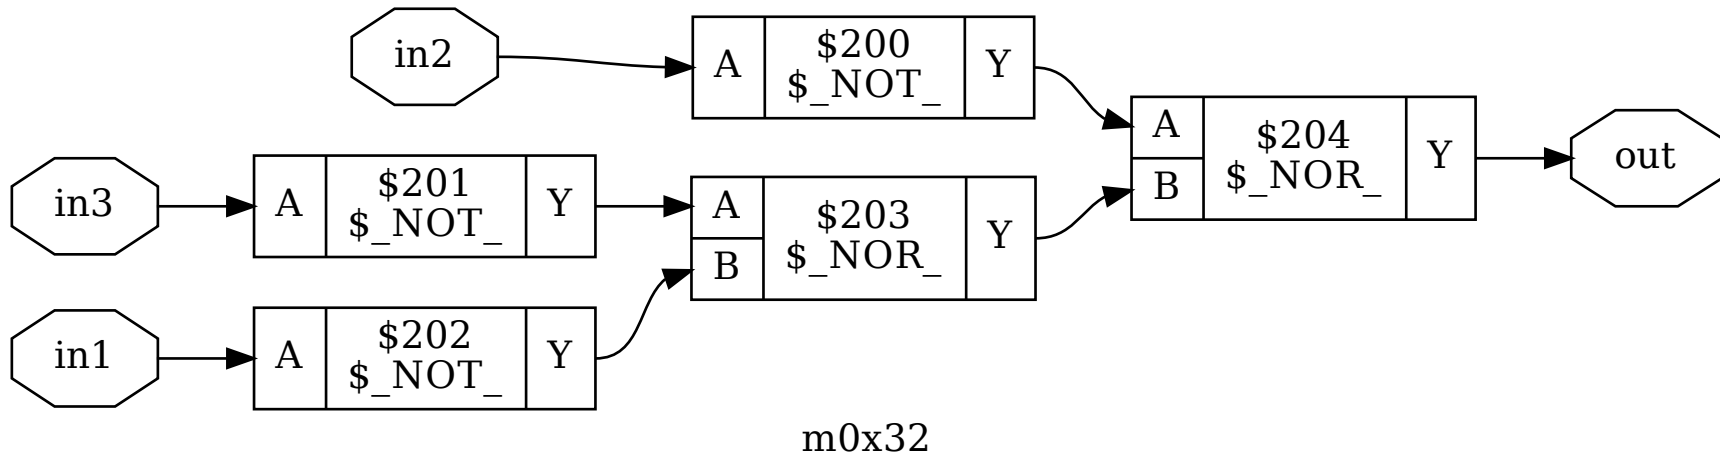 in2
A
$200
$_NOT_
Y
in3
A
$201
$_NOT_
Y
in1
A
$202
$_NOT_
Y
A
B
$203
$_NOR_
Y
A
B
$204
$_NOR_
Y
out
m0x32